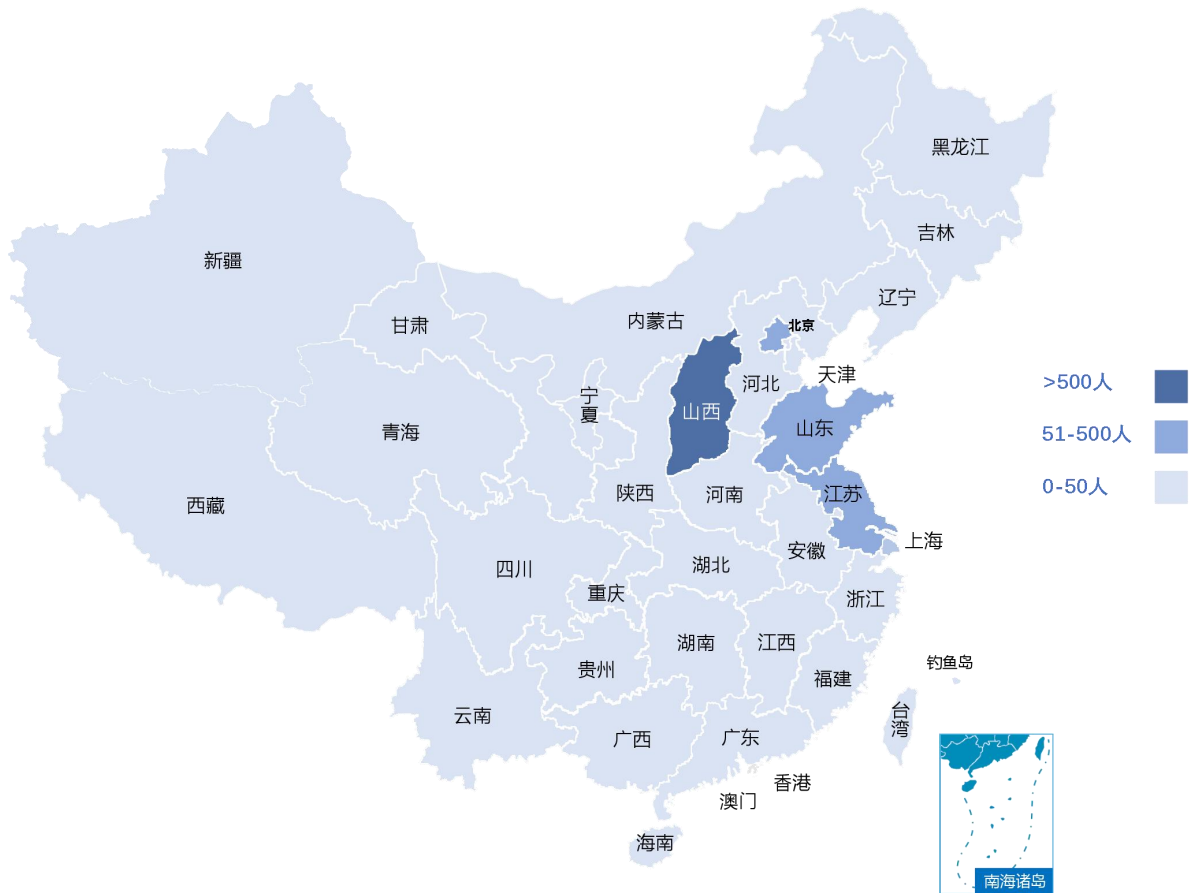 黑龙江
吉林
新疆
辽宁
内蒙古
北京
甘肃
天津
河北
宁夏
山西
山东
青海
陕西
河南
江苏
西藏
上海
安徽
湖北
四川
重庆
浙江
湖南
江西
钓鱼岛
贵州
福建
云南
台湾
广西
广东
香港
澳门
海南
南海诸岛
>500人
51-500人
0-50人